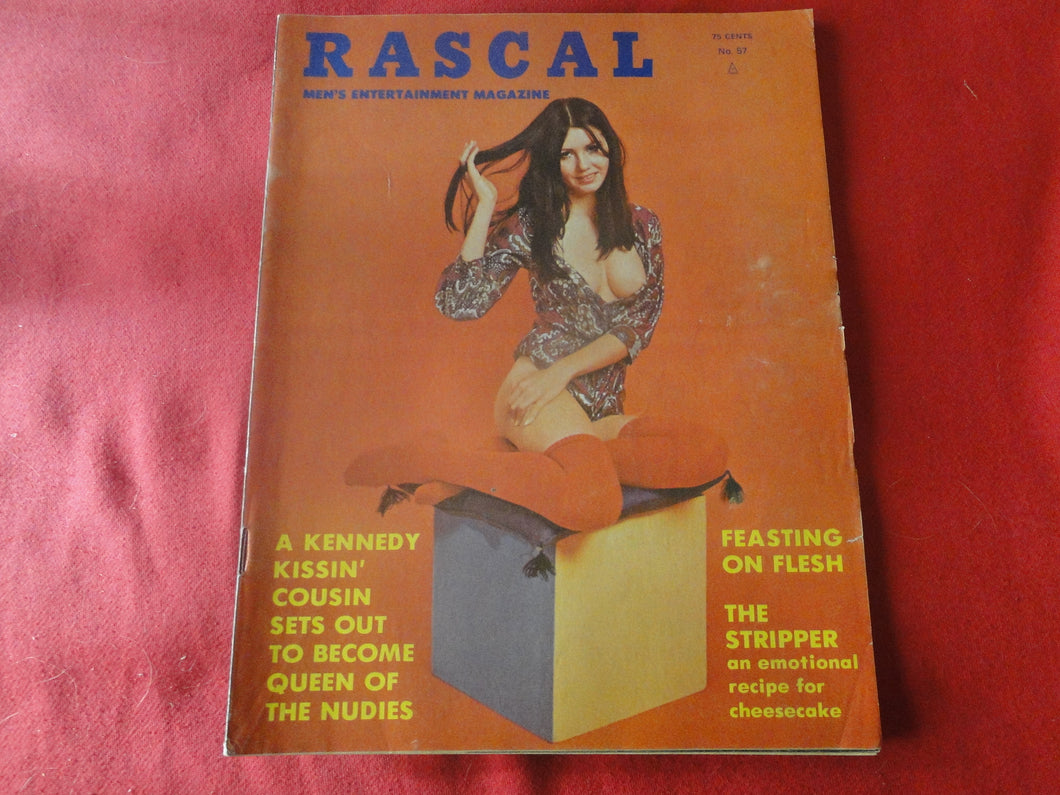 RASCAL
MEN'S ENTERTAINMENT MAGAZINE
75 CENTS
No. 57
A KENNEDY
KISSIN'
COUSIN
SETS OUT
TO BECOME
QUEEN OF
THE NUDIES
FEASTING
ON FLESH
THE
STRIPPER
an emotional
recipe for
cheesecake